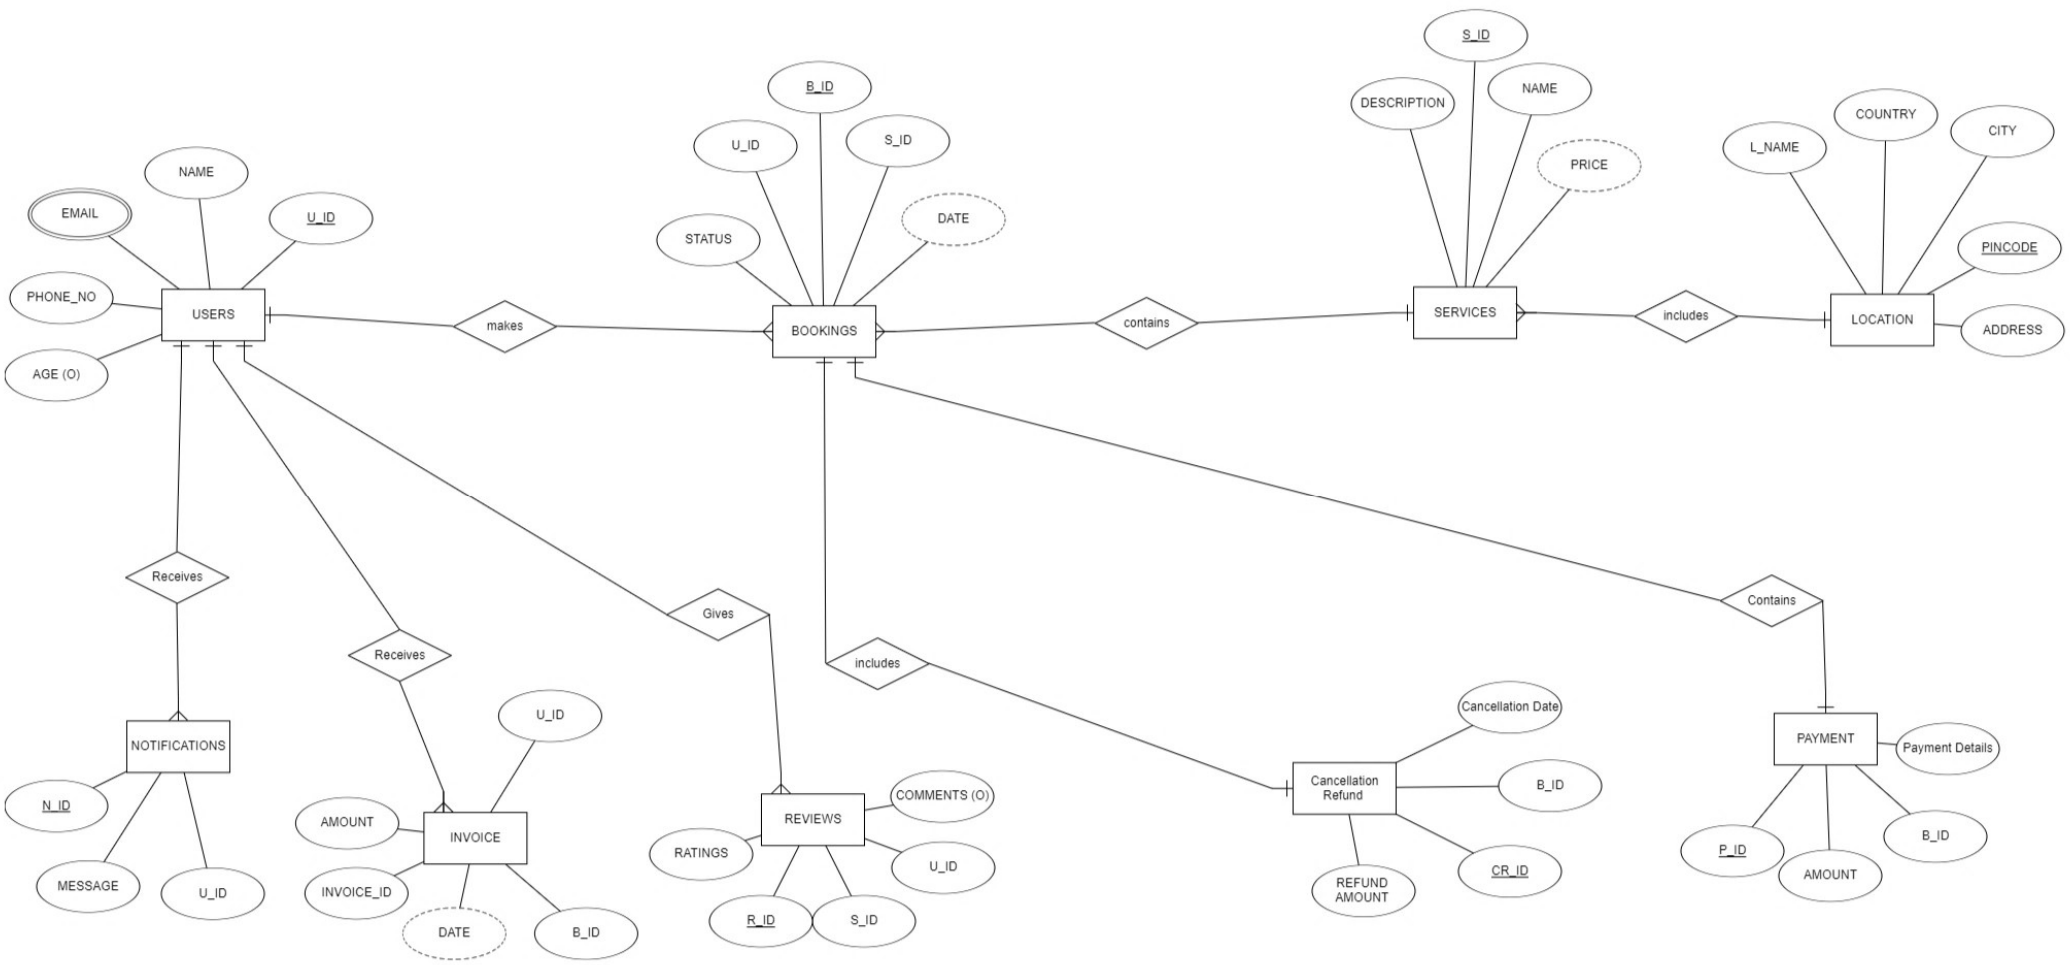 S_ID
B_ID
DESCRIPTION
NAME
COUNTRY
CITY
L_NAME
U_ID
S_ID
PRICE
NAME
EMAIL
U_ID
DATE
STATUS
PINCODE
PHONE_NO
USERS
makes
BOOKINGS
contains
SERVICES
includes
LOCATION
ADDRESS
AGE (O)
Receives
Gives
Contains
Receives
includes
U_ID
Cancellation Date
NOTIFICATIONS
PAYMENT
Payment Details
Cancellation
Refund
B_ID
N_ID
COMMENTS (O)
AMOUNT
INVOICE
REVIEWS
RATINGS
U_ID
B_ID
P_ID
AMOUNT
CR_ID
MESSAGE
U_ID
INVOICE_ID
REFUND
AMOUNT
DATE
B_ID
R_ID
S_ID